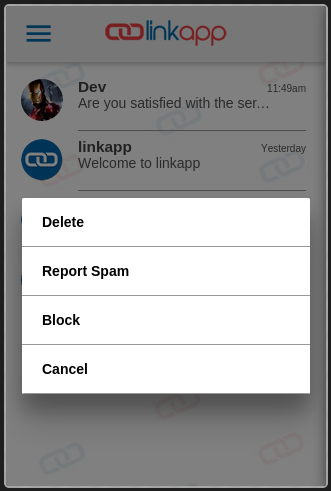 linkapp
Dev
11:49am
Are you satisfied with the ser...
linkapp
Yesterday
Welcome to linkapp
Delete
Report Spam
Block
Cancel